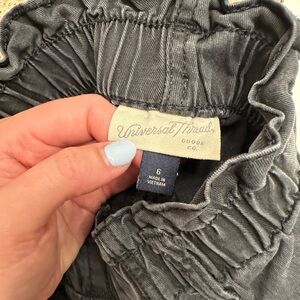 Universal Thread
GOODS
CO.
6
MADE IN
VIETNAM